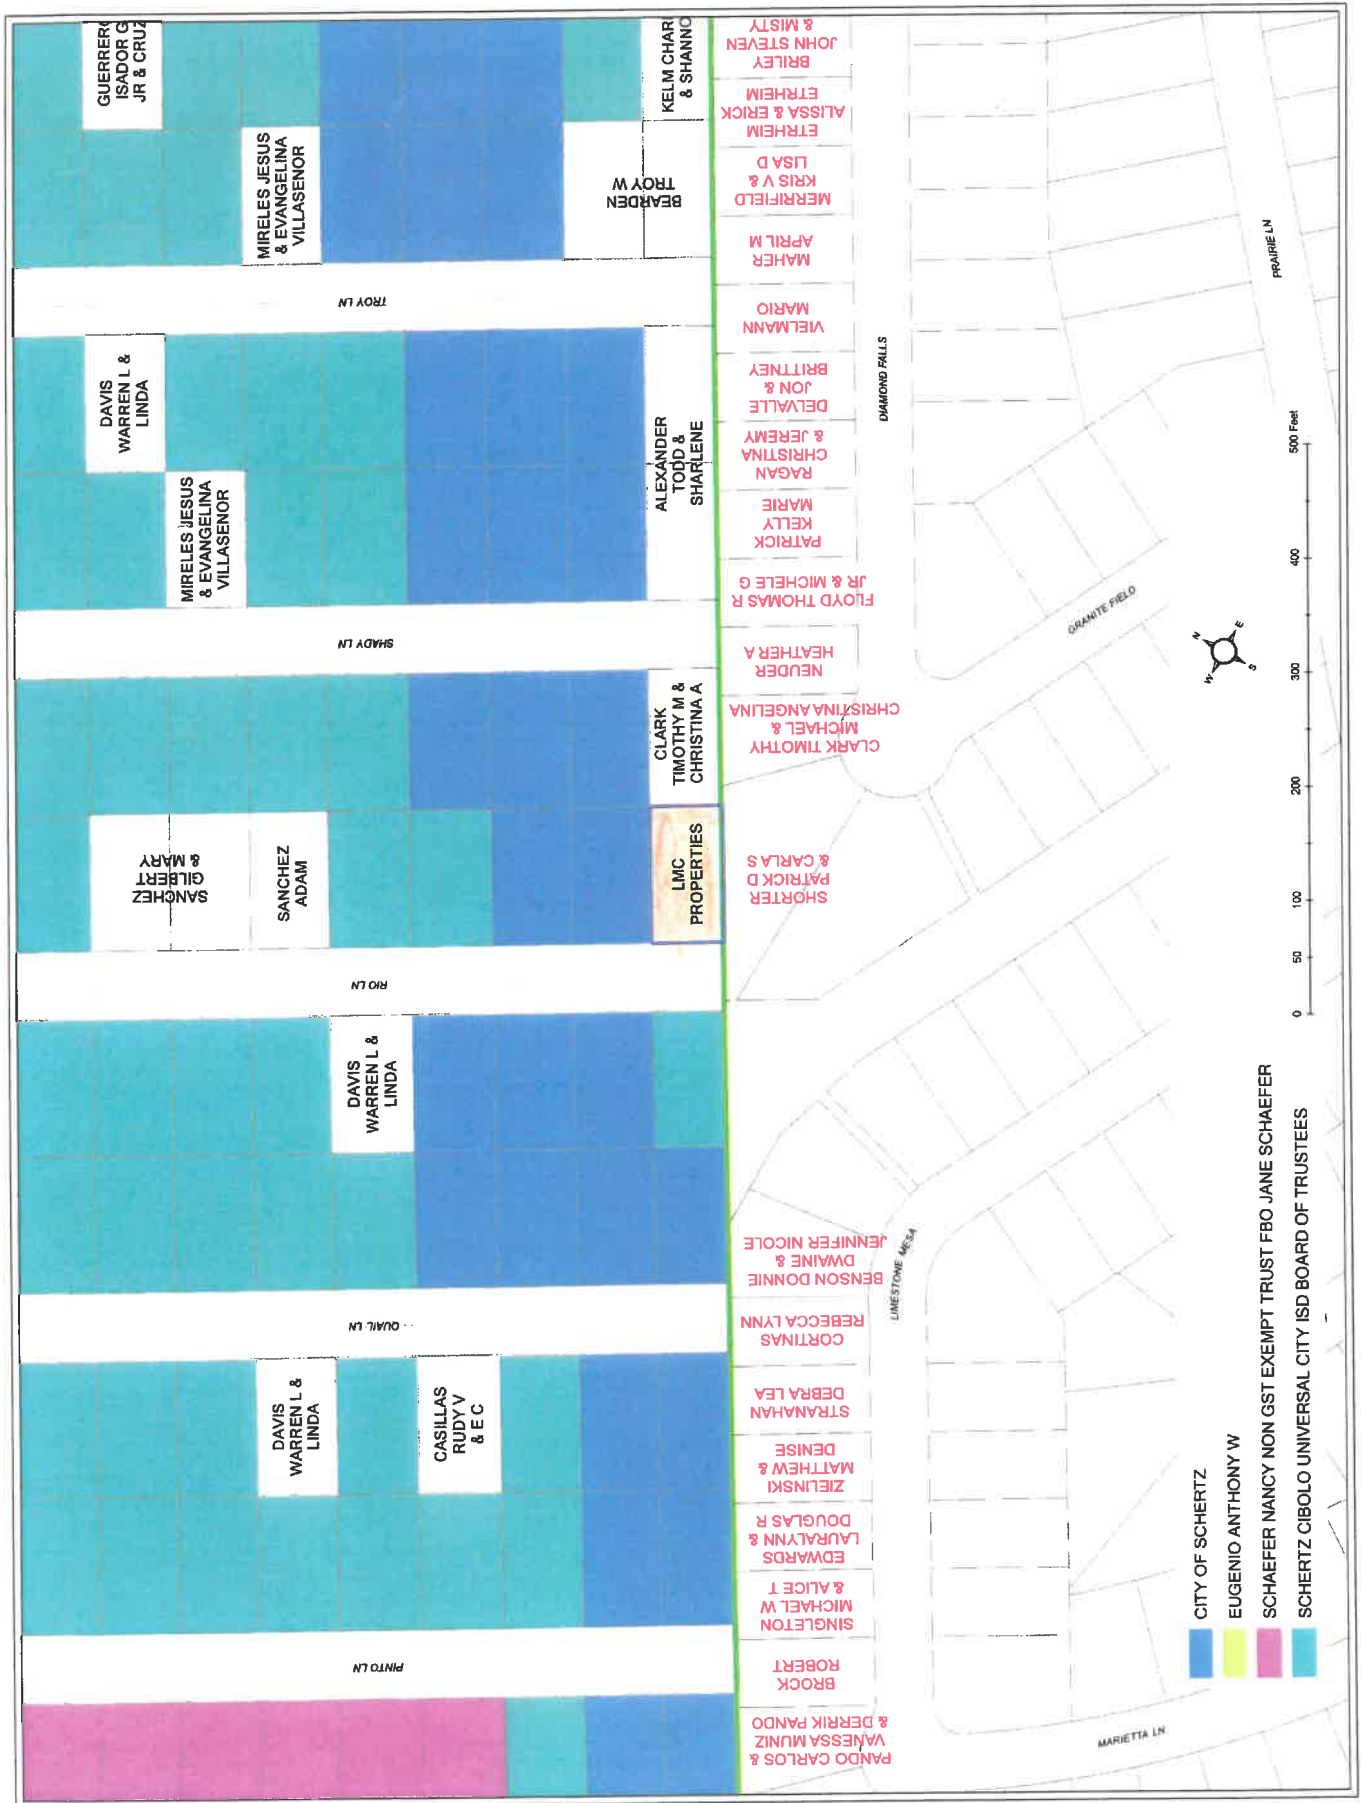 GUERRERO
ISADOR G
JR & CRUZ
MIRELES JESUS
& EVANGELINA
VILLASENOR
BEARDEN
TROY W
KELM CHAR
& SHANNO
TROY LN
DAVIS
WARREN L &
LINDA
MIRELES JESUS
& EVANGELINA
VILLASENOR
ALEXANDER
TODD &
SHARLENE
SHADY LN
CLARK
TIMOTHY M &
CHRISTINA A
SANCHEZ
GILBERT
& MARY
SANCHEZ
ADAM
LMC
PROPERTIES
RIO LN
DAVIS
WARREN L &
LINDA
QUAIL LN
DAVIS
WARREN L &
LINDA
CASILLAS
RUDY V
& E C
PINTO LN
BRILEY
JOHN STEVEN
& MISTY
ETRHEIM
ALISSA & ERICK
ETRHEIM
MERRIFIELD
KRIS V &
LISA D
MAHER
APRIL M
VIELMANN
MARIO
DELVALLE
JON &
BRITTNEY
RAGAN
CHRISTINA
& JEREMY
PATRICK
KELLY
MARIE
FLOYD THOMAS R
JR & MICHELE G
NEUDER
HEATHER A
CLARK TIMOTHY
MICHAEL &
CHRISTINA ANGELINA
SHORTER
PATRICK D
& CARLA S
BENSON DONNIE
DWAINE &
JENNIFER NICOLE
CORTINAS
REBECCA LYNN
STRANAHAN
DEBRA LEA
ZIELINSKI
MATTHEW &
DENISE
EDWARDS
LAURALYNN &
DOUGLAS R
SINGLETON
MICHAEL W
& ALICE T
BROCK
ROBERT
PANDO CARLOS &
VANESSA MUNIZ
& DERRIK PANDO
DIAMOND FALLS
PRAIRIE LN
GRANITE FIELD
LIMESTONE MESA
MARIETTA LN
N
E
S
W
0 50 100 200 300 400 500 Feet
CITY OF SCHERTZ
EUGENIO ANTHONY W
SCHAEFER NANCY NON GST EXEMPT TRUST FBO JANE SCHAEFER
SCHERTZ CIBOLO UNIVERSAL CITY ISD BOARD OF TRUSTEES